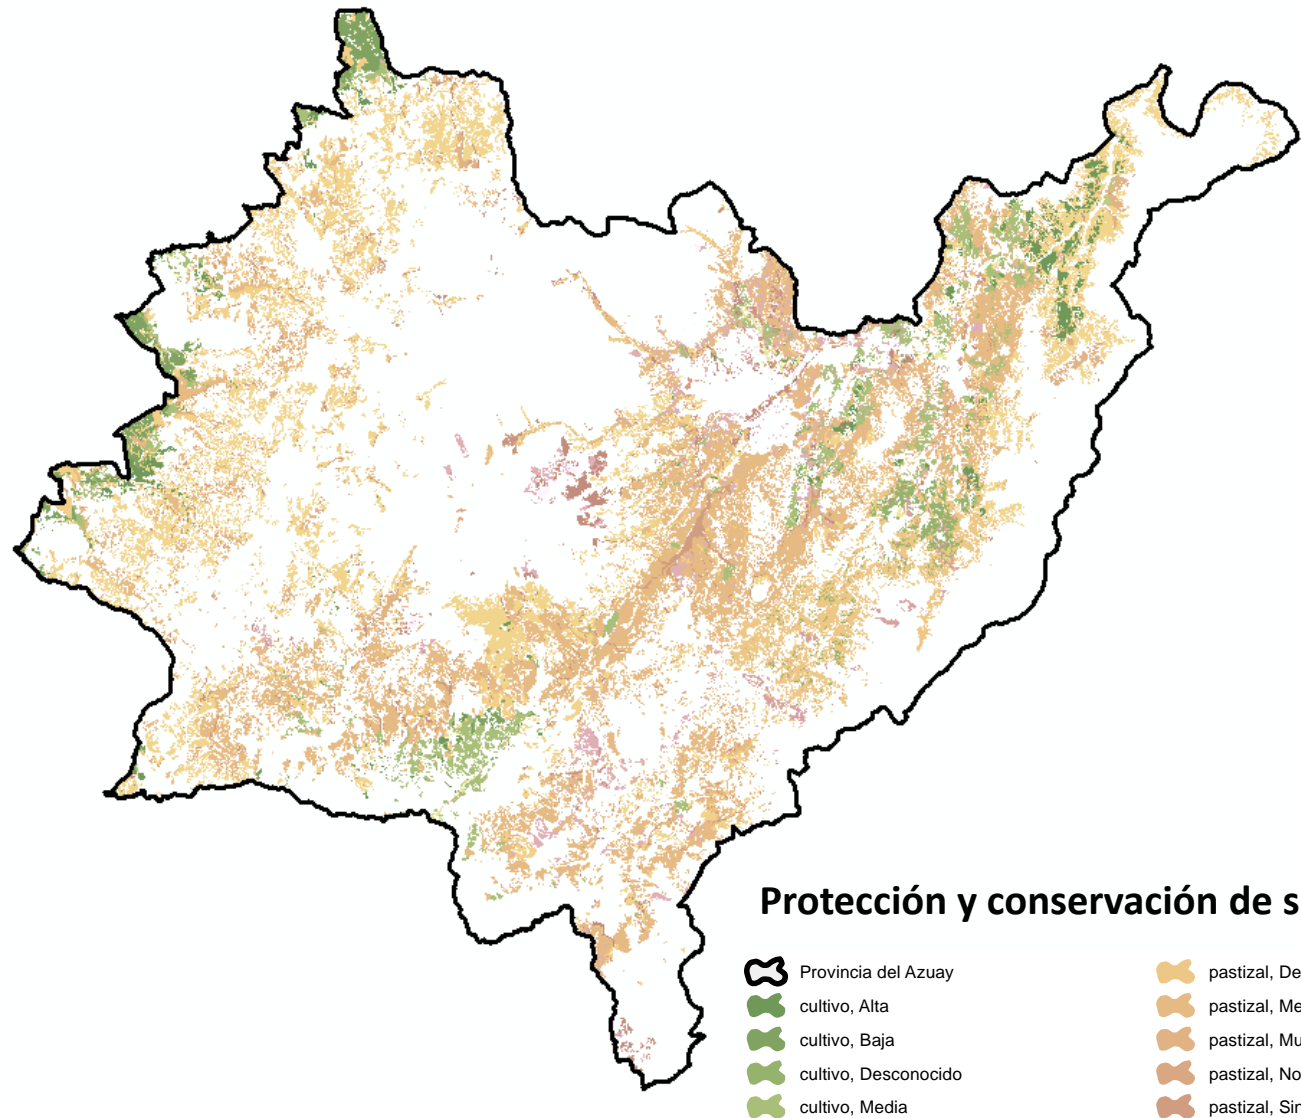 Protección y conservación de s
Provincia del Azuay
cultivo, Alta
cultivo, Baja
cultivo, Desconocido
cultivo, Media
pastizal, De
pastizal, Me
pastizal, Mu
pastizal, No
pastizal, Sin